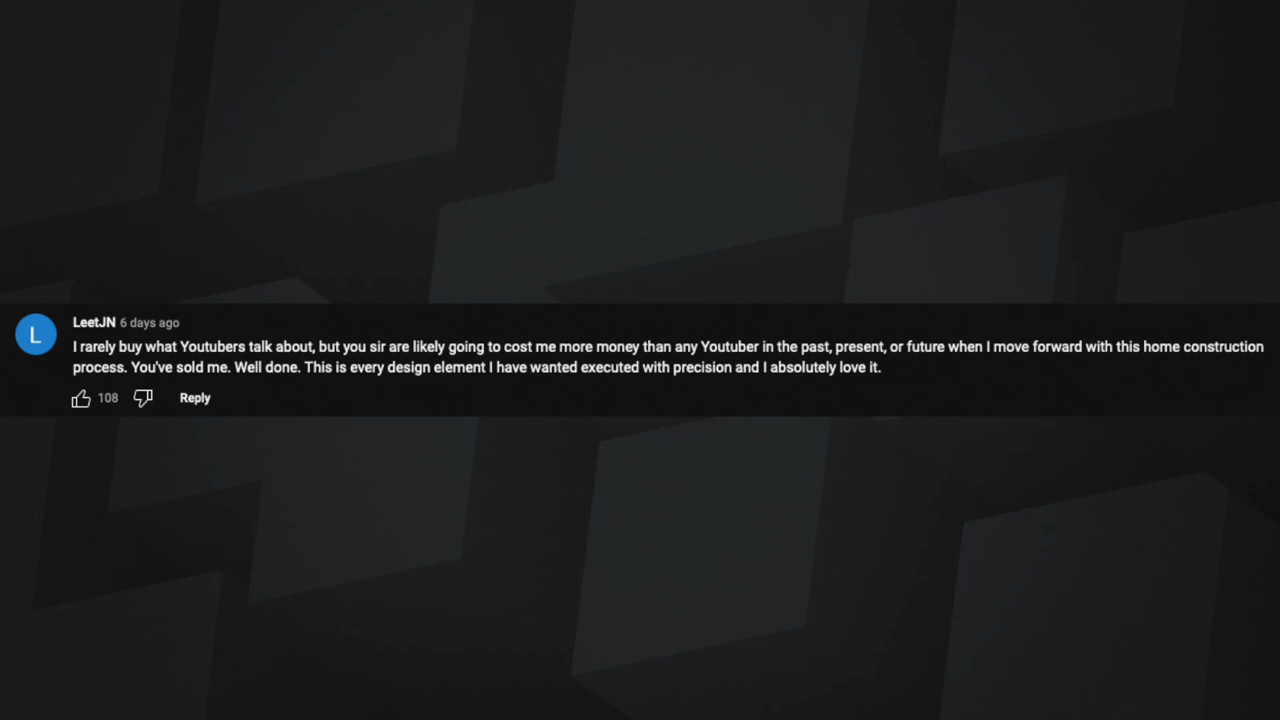 L
LeetJN 6 days ago
I rarely buy what Youtubers talk about, but you sir are likely going to cost me more money than any Youtuber in the past, present, or future when I move forward with this home construction
process. You've sold me. Well done. This is every design element I have wanted executed with precision and I absolutely love it.
108 Reply